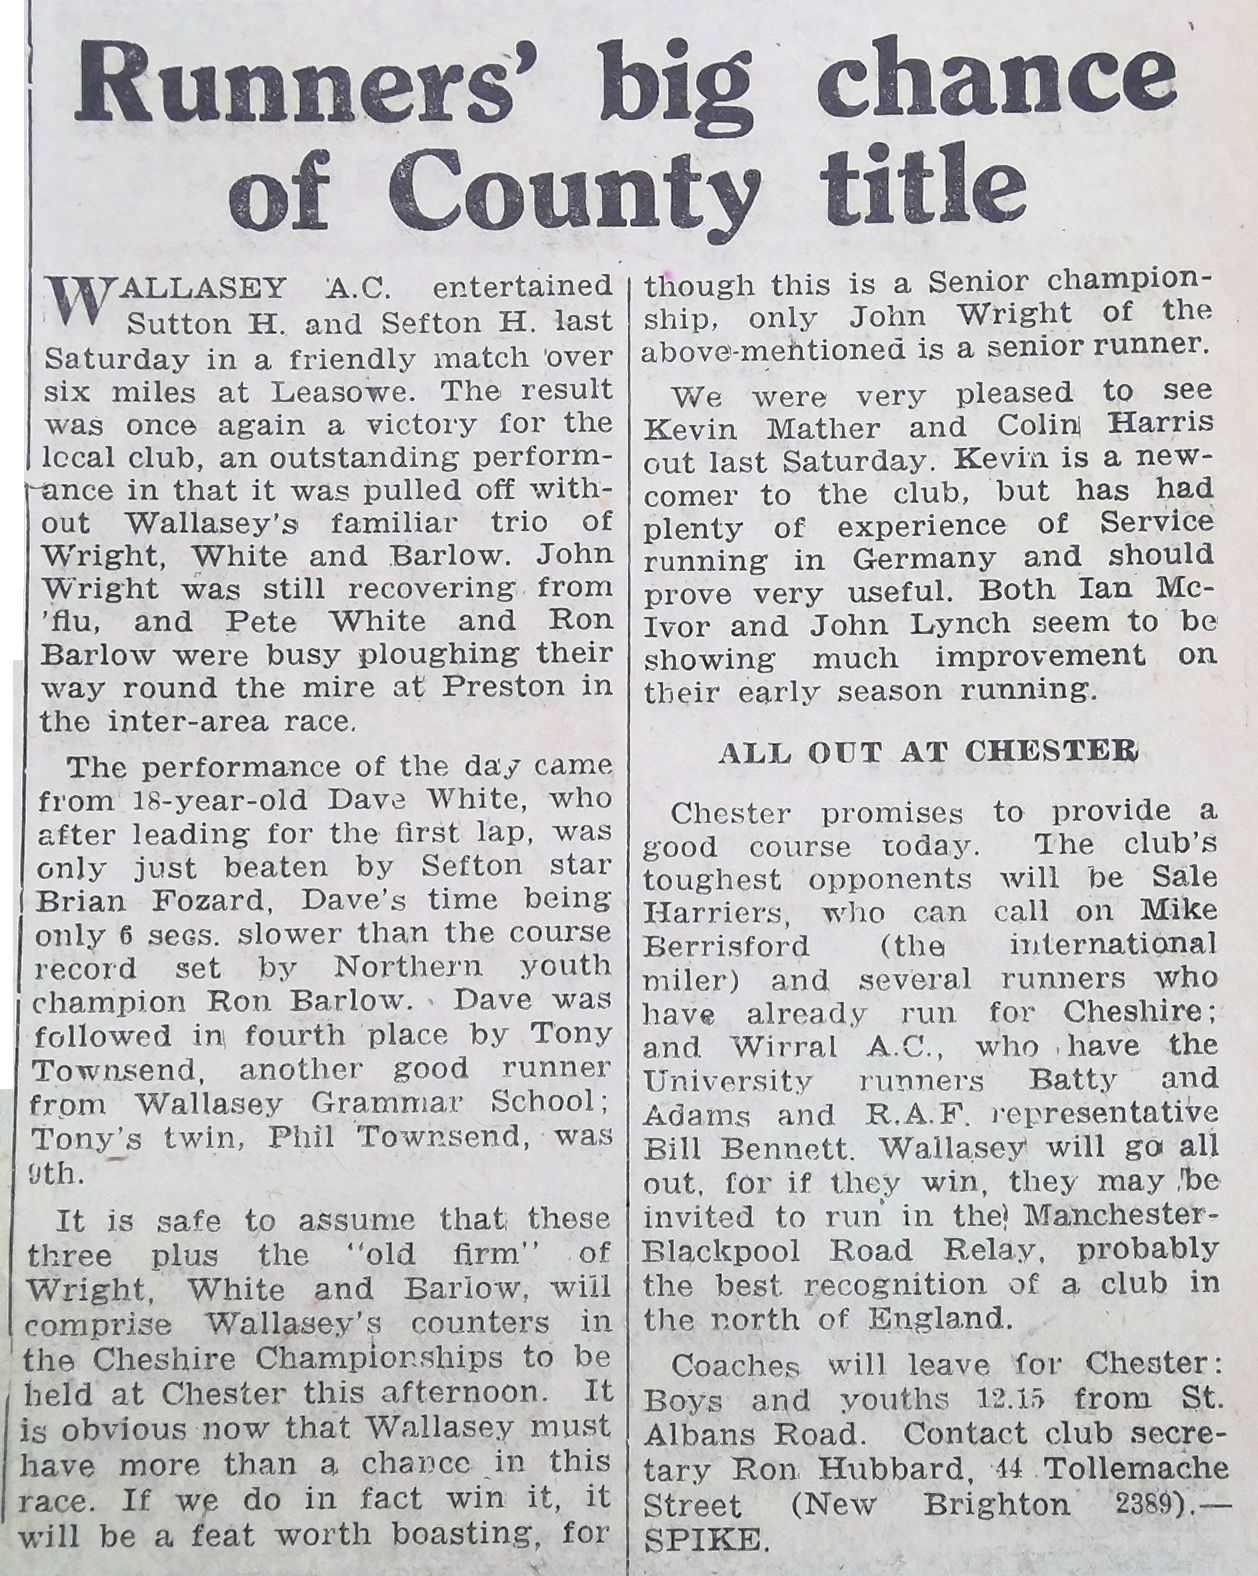 Runners' big chance
of County title
WALLASEY A.C. entertained
Sutton H. and Sefton H. last
Saturday in a friendly match over
six miles at Leasowe. The result
was once again a victory for the
local club, an outstanding perform-
ance in that it was pulled off with-
out Wallasey's familiar trio of
Wright, White and Barlow. John
Wright was still recovering from
'flu, and Pete White and Ron
Barlow were busy ploughing their
way round the mire at Preston in
the inter-area race.
The performance of the day came
from 18-year-old Dave White, who
after leading for the first lap, was
only just beaten by Sefton star
Brian Fozard, Dave's time being
only 6 secs. slower than the course
record set by Northern youth
champion Ron Barlow. Dave was
followed in fourth place by Tony
Townsend, another good runner
from Wallasey Grammar School;
Tony's twin, Phil Townsend, was
9th.
It is safe to assume that these
three plus the "old firm" of
Wright, White and Barlow, will
comprise Wallasey's counters in
the Cheshire Championships to be
held at Chester this afternoon. It
is obvious now that Wallasey must
have more than a chance in this
race. If we do in fact win it, it
will be a feat worth boasting, for
though this is a Senior champion-
ship, only John Wright of the
above-mentioned is a senior runner.
We were very pleased to see
Kevin Mather and Colin Harris
out last Saturday. Kevin is a new-
comer to the club, but has had
plenty of experience of Service
running in Germany and should
prove very useful. Both Ian Mc-
Ivor and John Lynch seem to be
showing much improvement on
their early season running.
ALL OUT AT CHESTER
Chester promises to provide a
good course today. The club's
toughest opponents will be Sale
Harriers, who can call on Mike
Berrisford (the international
miler) and several runners who
have already run for Cheshire;
and Wirral A.C., who have the
University runners Batty and
Adams and R.A.F. representative
Bill Bennett. Wallasey will go all
out, for if they win, they may be
invited to run in the Manchester-
Blackpool Road Relay, probably
the best recognition of a club in
the north of England.
Coaches will leave for Chester:
Boys and youths 12.15 from St.
Albans Road. Contact club secre-
tary Ron Hubbard, 44 Tollemache
Street (New Brighton 2389).—
SPIKE.